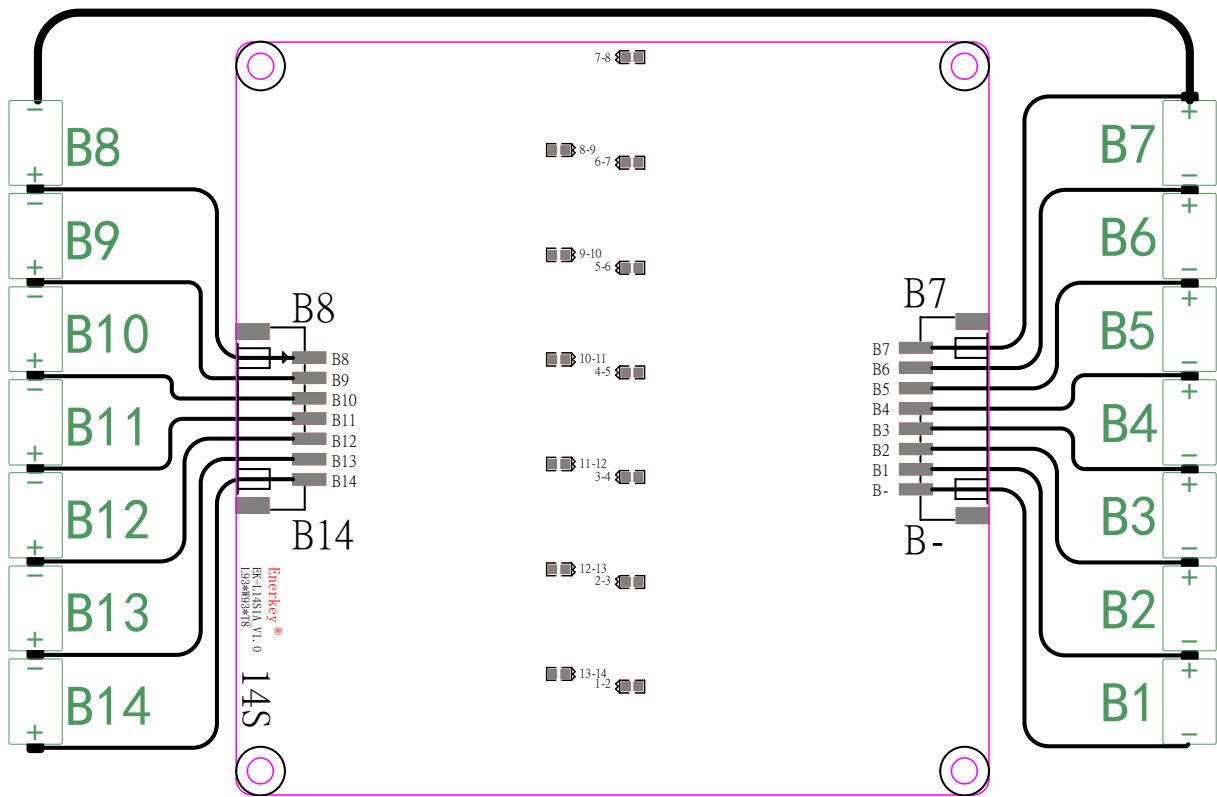 B8
B9
B10
B11
B12
B13
B14
−
+
−
+
−
+
−
+
−
+
−
+
−
+
7-8
8-9
6-7
9-10
5-6
10-11
4-5
11-12
3-4
12-13
2-3
13-14
1-2
B8
B8
B9
B10
B11
B12
B13
B14
B14
Enerkey ®
EK-L14S1A V1.0
L93*W93*T8
14S
B7
B7
B6
B5
B4
B3
B2
B1
B-
B-
B7
B6
B5
B4
B3
B2
B1
+
−
+
−
+
−
+
−
+
−
+
−
+
−